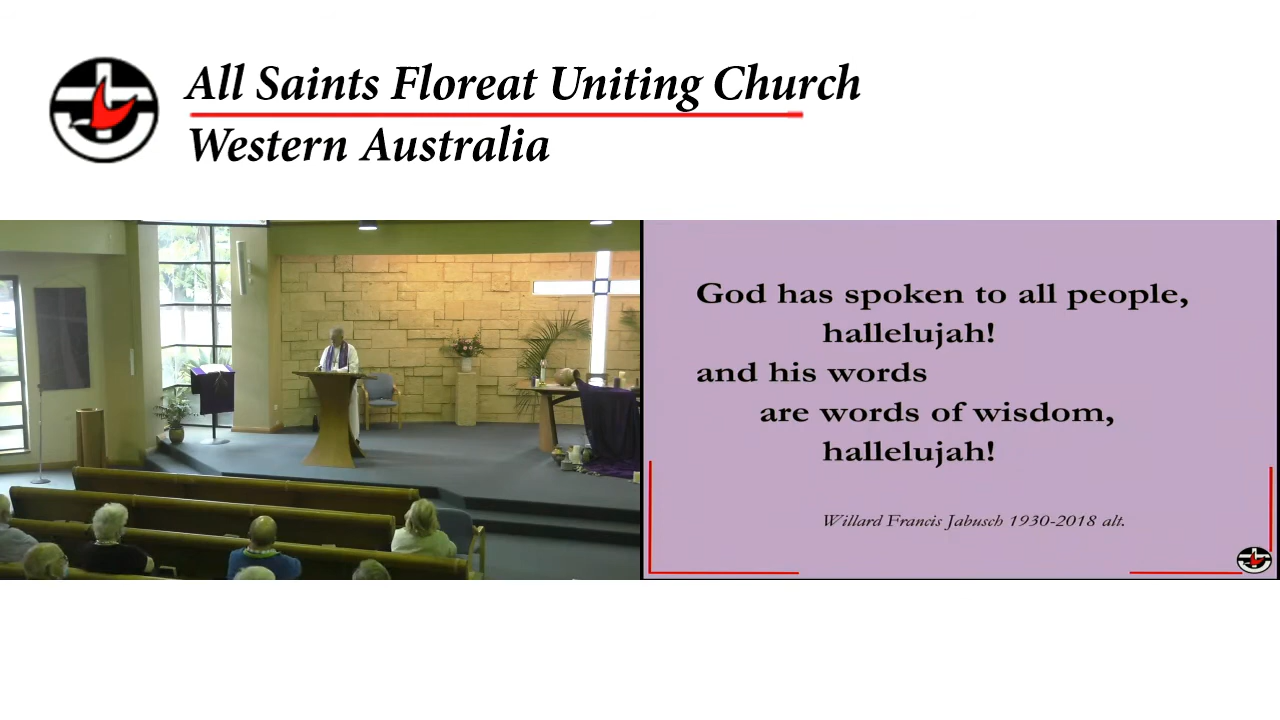 All Saints Floreat Uniting Church
Western Australia
God has spoken to all people,
hallelujah!
and his words
are words of wisdom,
hallelujah!
Willard Francis Jabusch 1930-2018 alt.